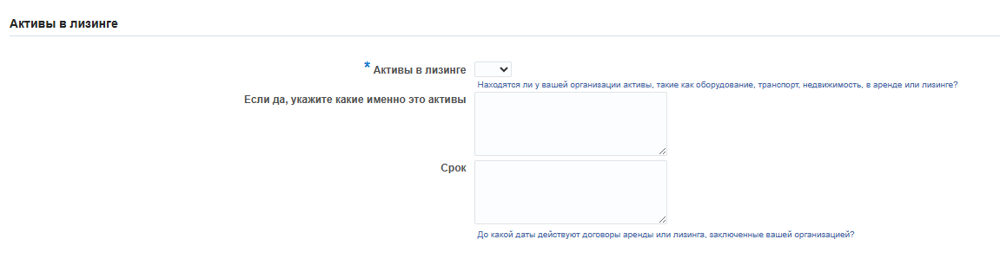 Активы в лизинге
* Активы в лизинге
Находятся ли у вашей организации активы, такие как оборудование, транспорт, недвижимость, в аренде или лизинге?
Если да, укажите какие именно это активы
Срок
До какой даты действуют договоры аренды или лизинга, заключенные вашей организацией?